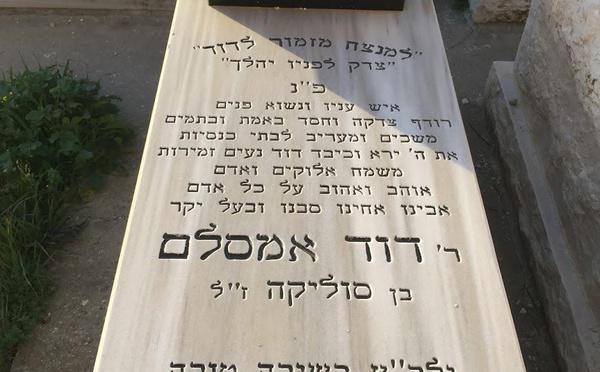 "למנצח מזמור לדוד"
"צדק לפניו יהלך"
פ"נ
איש עניו ונשוא פנים
רודף צדקה וחסד באמת ובתמים
משכים ומעריב לבתי כנסיות
את ה' ירא וכיבד דוד נעים זמירות
משמח אלוקים ואדם
אוהב ואהוב על כל אדם
אבינו אחינו סבנו ובעל יקר
ר' דוד אמסלם
בן סוליקה ז"ל